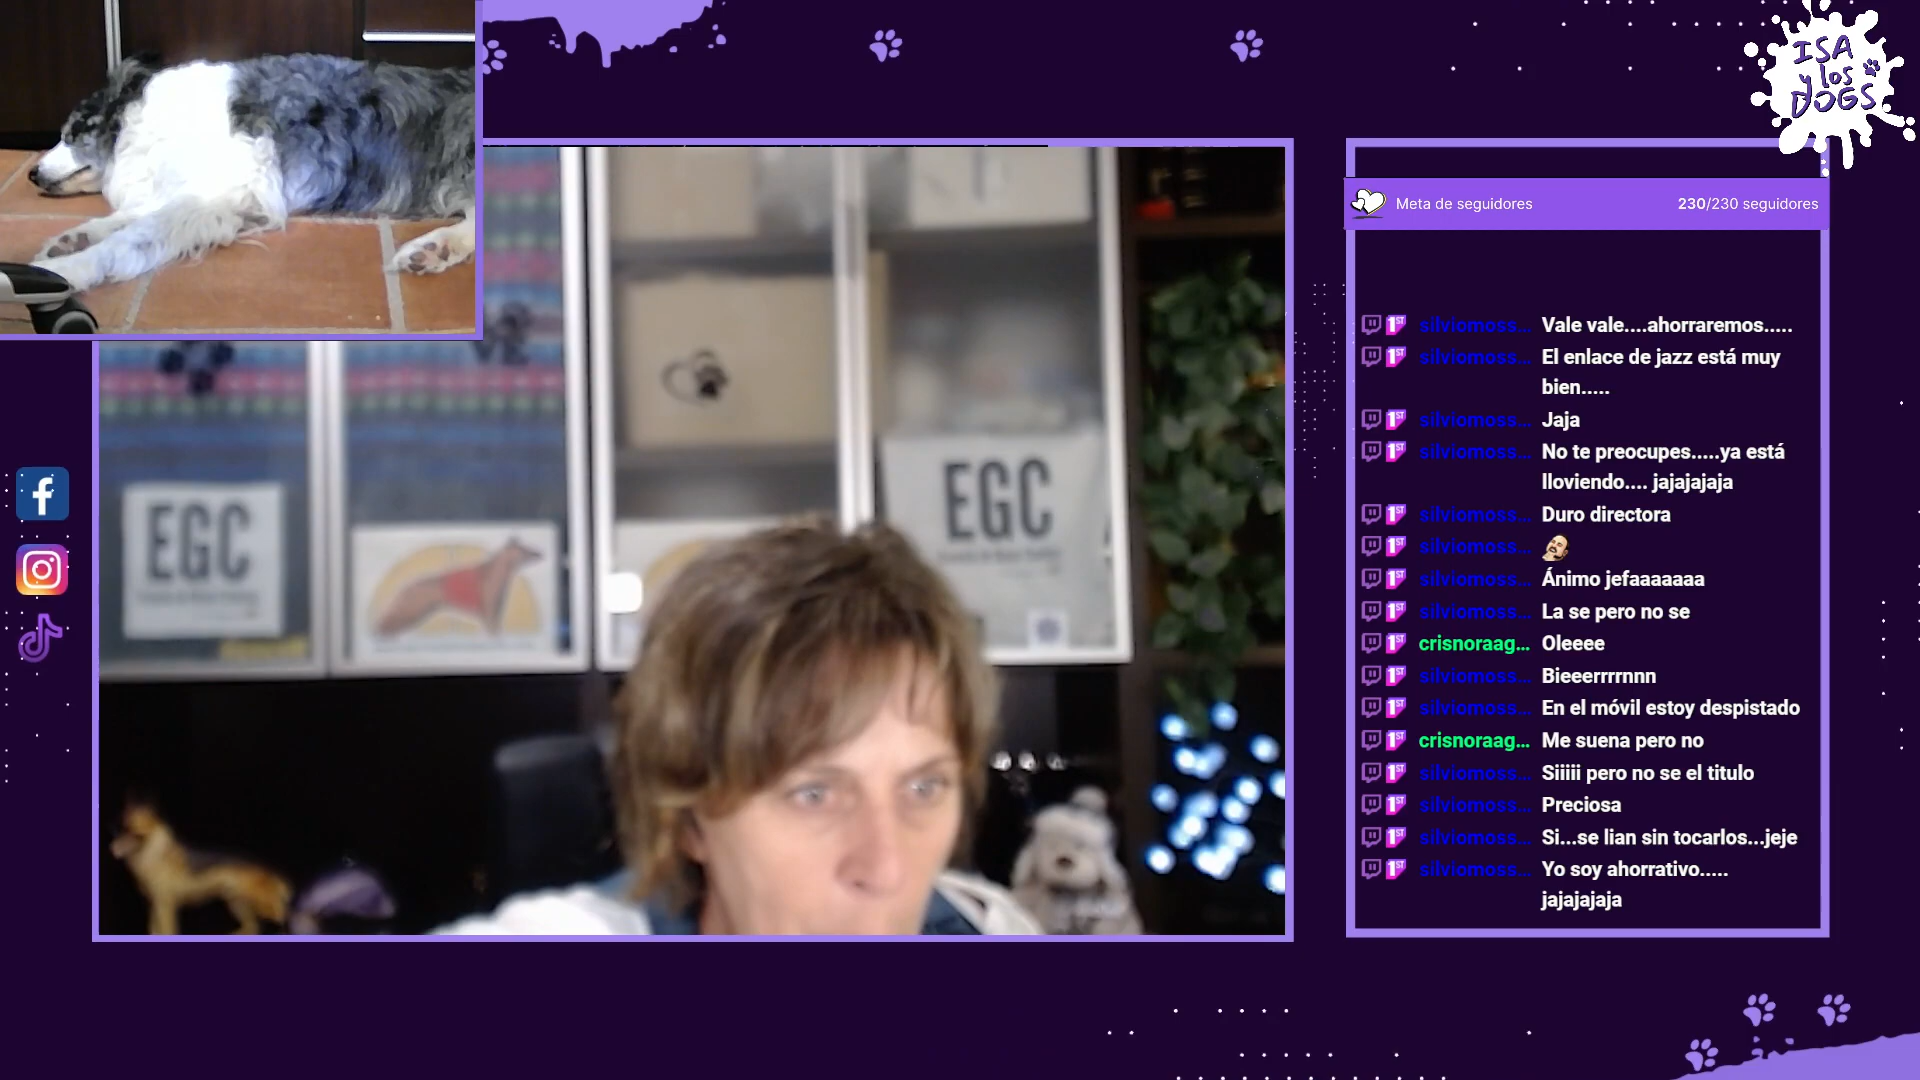 ISA
y los
DOGS
Meta de seguidores 230/230 seguidores
silviomoss... Vale vale....ahorraremos.....
silviomoss... El enlace de jazz está muy
bien.....
silviomoss... Jaja
silviomoss... No te preocupes.....ya está
lloviendo.... jajajajaja
silviomoss... Duro directora
silviomoss...
silviomoss... Ánimo jefaaaaaaa
silviomoss... La se pero no se
crisnoraag... Oleeee
silviomoss... Bieeerrrrnnn
silviomoss... En el móvil estoy despistado
crisnoraag... Me suena pero no
silviomoss... Siiiii pero no se el titulo
silviomoss... Preciosa
silviomoss... Si...se lian sin tocarlos...jeje
silviomoss... Yo soy ahorrativo.....
jajajajaja
EGC
EGC